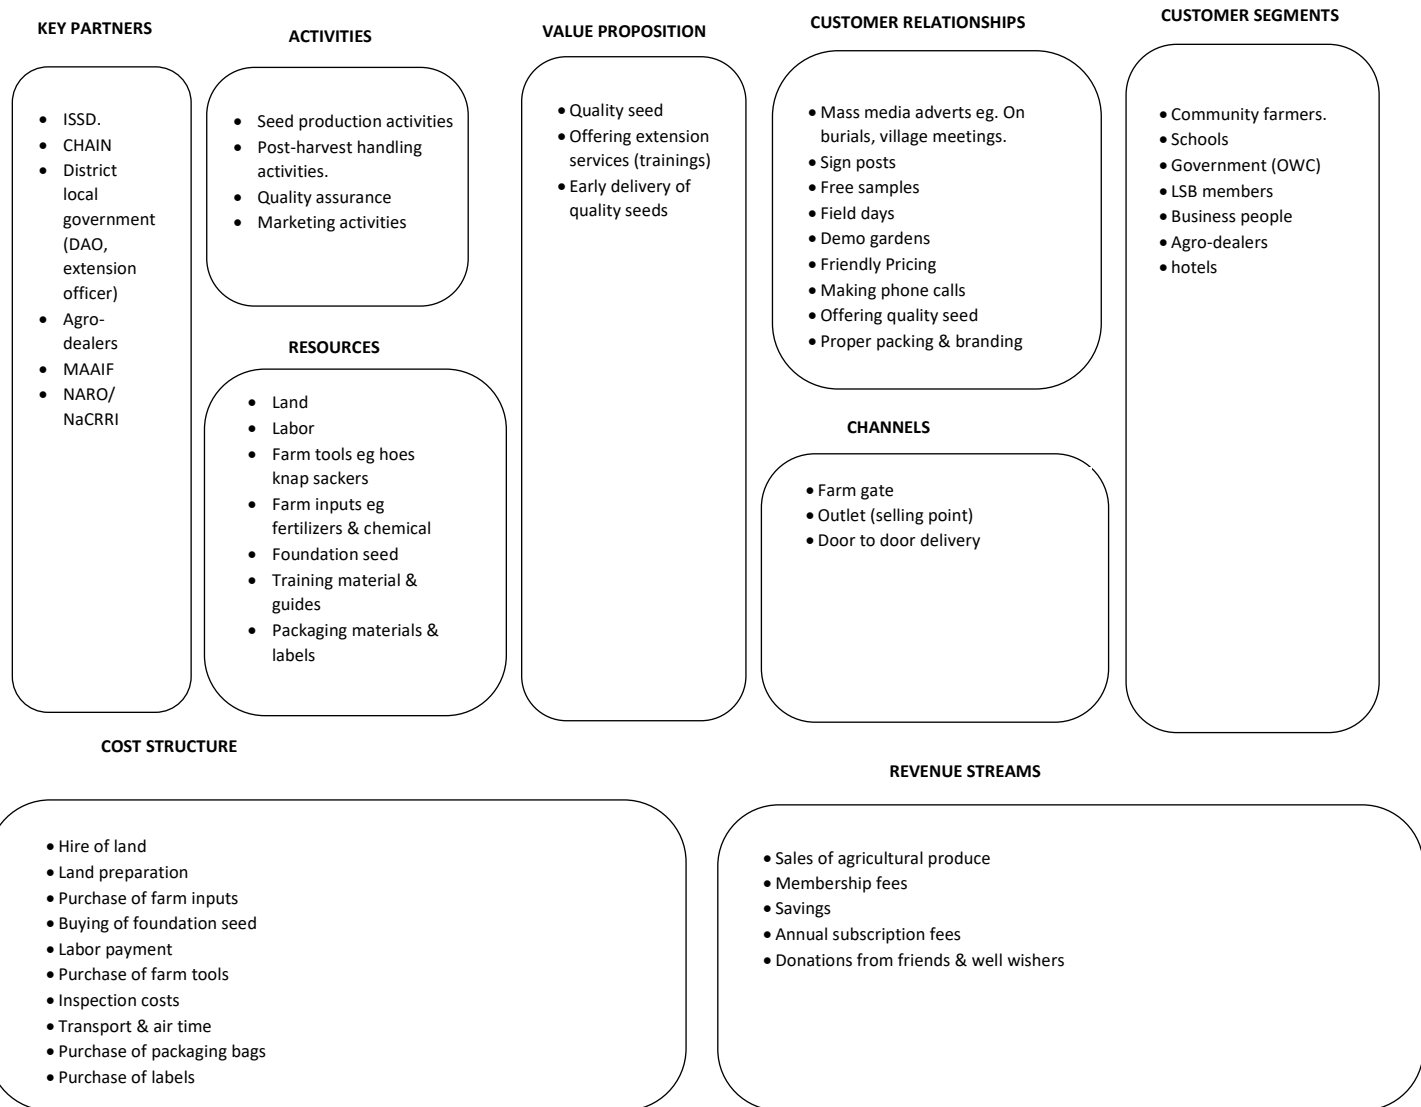 KEY PARTNERS
• ISSD.
• CHAIN
• District
local
government
(DAO,
extension
officer)
• Agro-
dealers
• MAAIF
• NARO/
NaCRRI
ACTIVITIES
• Seed production activities
• Post-harvest handling
activities.
• Quality assurance
• Marketing activities
RESOURCES
• Land
• Labor
• Farm tools eg hoes
knap sackers
• Farm inputs eg
fertilizers & chemical
• Foundation seed
• Training material &
guides
• Packaging materials &
labels
VALUE PROPOSITION
• Quality seed
• Offering extension
services (trainings)
• Early delivery of
quality seeds
CUSTOMER RELATIONSHIPS
• Mass media adverts eg. On
burials, village meetings.
• Sign posts
• Free samples
• Field days
• Demo gardens
• Friendly Pricing
• Making phone calls
• Offering quality seed
• Proper packing & branding
CHANNELS
• Farm gate
• Outlet (selling point)
• Door to door delivery
CUSTOMER SEGMENTS
• Community farmers.
• Schools
• Government (OWC)
• LSB members
• Business people
• Agro-dealers
• hotels
COST STRUCTURE
• Hire of land
• Land preparation
• Purchase of farm inputs
• Buying of foundation seed
• Labor payment
• Purchase of farm tools
• Inspection costs
• Transport & air time
• Purchase of packaging bags
• Purchase of labels
REVENUE STREAMS
• Sales of agricultural produce
• Membership fees
• Savings
• Annual subscription fees
• Donations from friends & well wishers